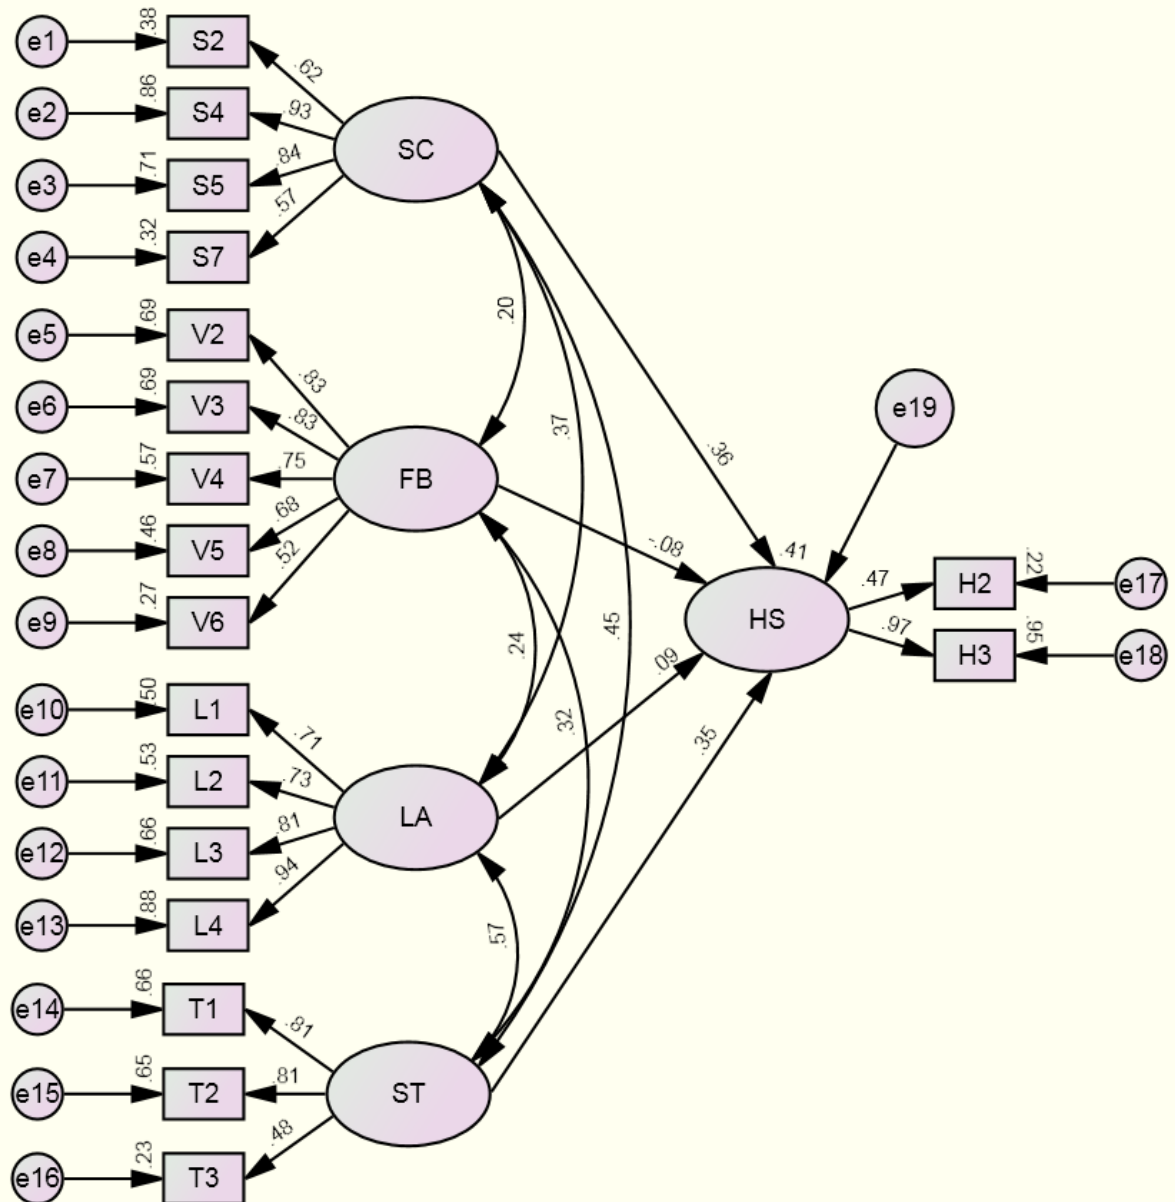 e1 .38 S2 .62
e2 .86 S4 .93
SC
e3 .71 S5 .84
e4 .32 S7 .57
.20
e5 .69 V2 .83
e6 .69 V3 .83
.37 .36 e19
e7 .57 V4 .75 FB
e8 .46 V5 .68 -.08 .41
e9 .27 V6 .52
HS .47 H2 .22 e17
.97 H3 .95 e18
.24 .45 .09
e10 .50 L1 .71
.32 .35
e11 .53 L2 .73
LA
e12 .66 L3 .81
e13 .88 L4 .94
.57
e14 .66 T1 .81
e15 .65 T2 .81 ST
e16 .23 T3 .48